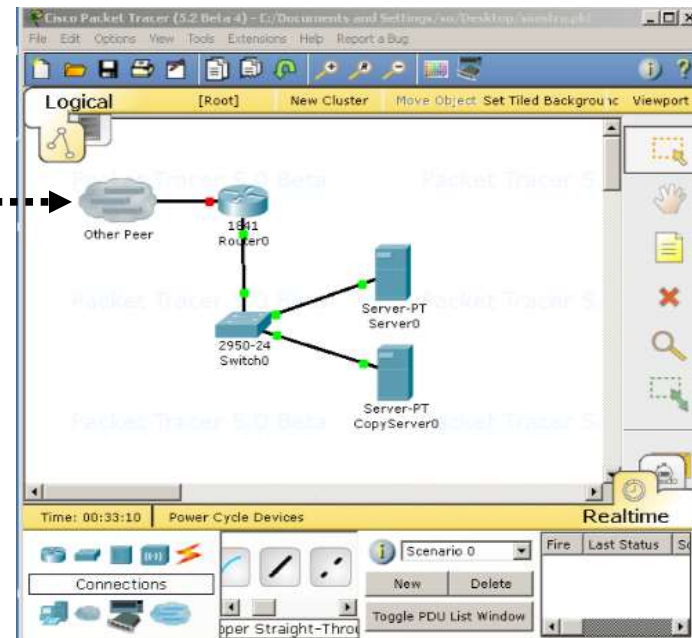 Cisco Packet Tracer (5.2 Beta 4) - C:/Documents and Settings/
File Edit Options View Tools Extensions Help Report a Bug
Logical [Root] New Cluster Move Object Set Tiled Background Viewport
Other Peer
1841
Router0
2950-24
Switch0
Server-PT
Server0
Server-PT
CopyServer0
Time: 00:33:10 Power Cycle Devices Realtime
Scenario 0
Fire Last Status
Connections
New Delete
Toggle PDU List Window
pper Straight-Throu